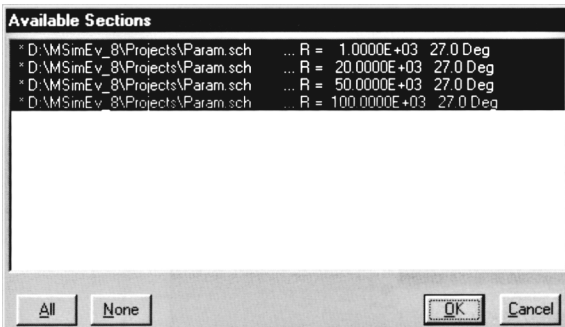 Available Sections
* D:\MSimEv_8\Projects\Param.sch ... R = 1.0000E+03 27.0 Deg
* D:\MSimEv_8\Projects\Param.sch ... R = 20.0000E+03 27.0 Deg
* D:\MSimEv_8\Projects\Param.sch ... R = 50.0000E+03 27.0 Deg
* D:\MSimEv_8\Projects\Param.sch ... R = 100.0000E+03 27.0 Deg
All None OK Cancel